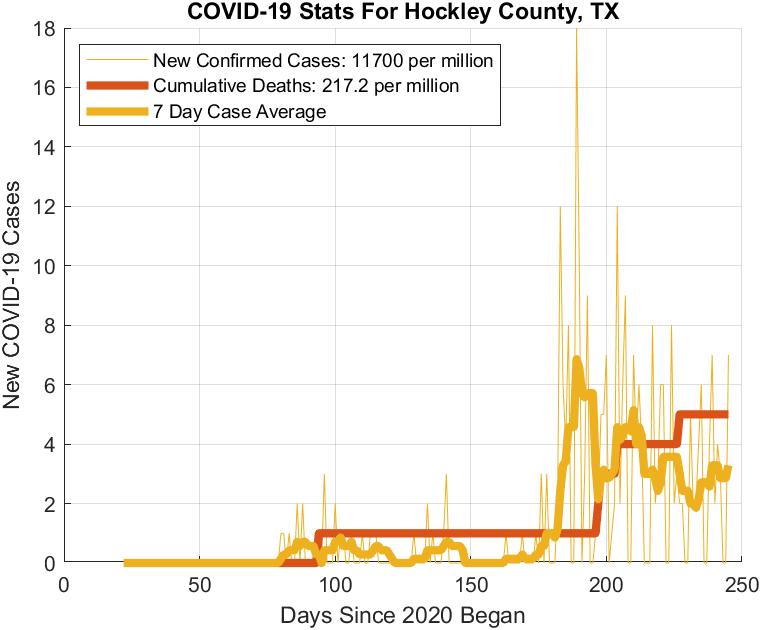 COVID-19 Stats For Hockley County, TX
New Confirmed Cases: 11700 per million
Cumulative Deaths: 217.2 per million
7 Day Case Average
New COVID-19 Cases
18
16
14
12
10
8
6
4
2
0
0 50 100 150 200 250
Days Since 2020 Began